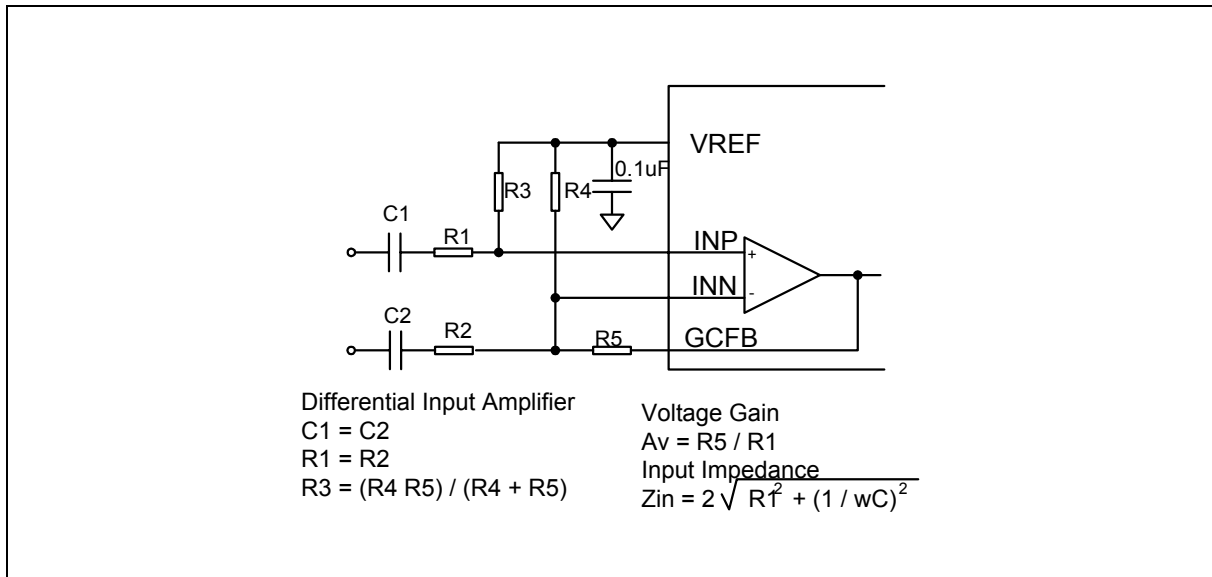 VREF
0.1uF
R3
R4
C1
R1
INP
+
INN
-
C2
R2
R5
GCFB
Differential Input Amplifier
C1 = C2
R1 = R2
R3 = (R4 R5) / (R4 + R5)
Voltage Gain
Av = R5 / R1
Input Impedance
Zin = 2√ R1² + (1 / wC)²